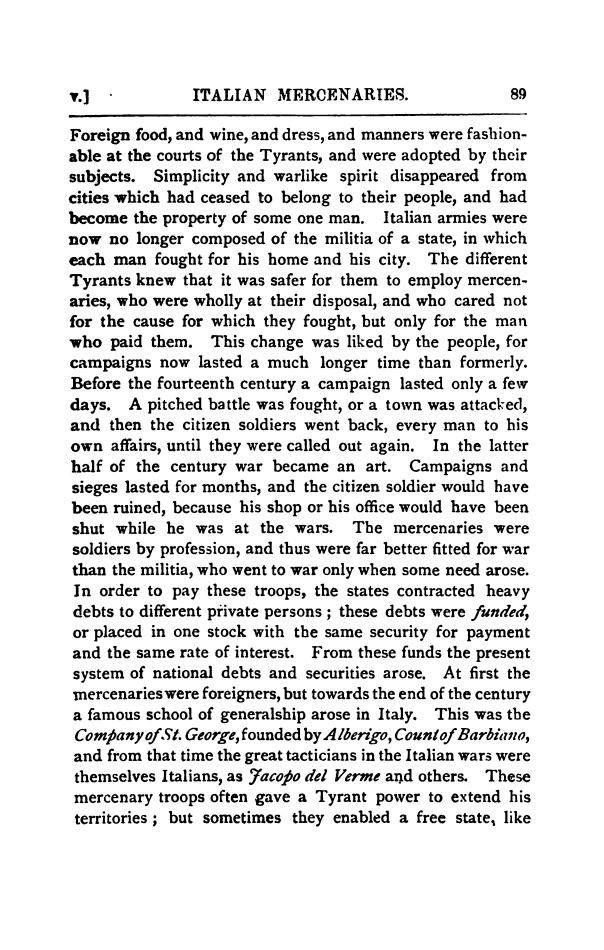 v.] ITALIAN MERCENARIES. 89
Foreign food, and wine, and dress, and manners were fashion-
able at the courts of the Tyrants, and were adopted by their
subjects. Simplicity and warlike spirit disappeared from
cities which had ceased to belong to their people, and had
become the property of some one man. Italian armies were
now no longer composed of the militia of a state, in which
each man fought for his home and his city. The different
Tyrants knew that it was safer for them to employ mercen-
aries, who were wholly at their disposal, and who cared not
for the cause for which they fought, but only for the man
who paid them. This change was liked by the people, for
campaigns now lasted a much longer time than formerly.
Before the fourteenth century a campaign lasted only a few
days. A pitched battle was fought, or a town was attacked,
and then the citizen soldiers went back, every man to his
own affairs, until they were called out again. In the latter
half of the century war became an art. Campaigns and
sieges lasted for months, and the citizen soldier would have
been ruined, because his shop or his office would have been
shut while he was at the wars. The mercenaries were
soldiers by profession, and thus were far better fitted for war
than the militia, who went to war only when some need arose.
In order to pay these troops, the states contracted heavy
debts to different private persons ; these debts were funded,
or placed in one stock with the same security for payment
and the same rate of interest. From these funds the present
system of national debts and securities arose. At first the
mercenaries were foreigners, but towards the end of the century
a famous school of generalship arose in Italy. This was the
Company of St. George, founded by Alberigo, Count of Barbiano,
and from that time the great tacticians in the Italian wars were
themselves Italians, as Jacopo del Verme and others. These
mercenary troops often gave a Tyrant power to extend his
territories ; but sometimes they enabled a free state, like